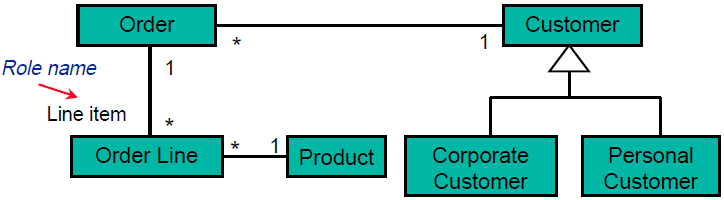 Order
Customer
* 1
Role name
1
Line item
*
Order Line
* 1
Product
Corporate
Customer
Personal
Customer